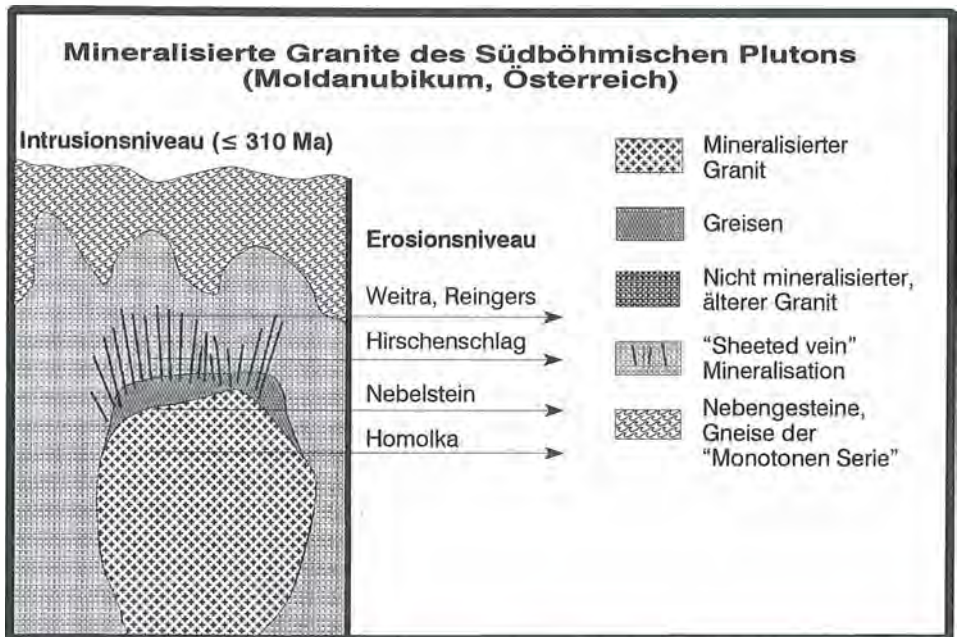 Mineralisierte Granite des Südböhmischen Plutons
(Moldanubikum, Österreich)
Intrusionsniveau (≤ 310 Ma)
Erosionsniveau
Weitra, Reingers
Hirschenschlag
Nebelstein
Homolka
Mineralisierter
Granit
Greisen
Nicht mineralisierter,
älterer Granit
"Sheeted vein"
Mineralisation
Nebengesteine,
Gneise der
"Monotonen Serie"